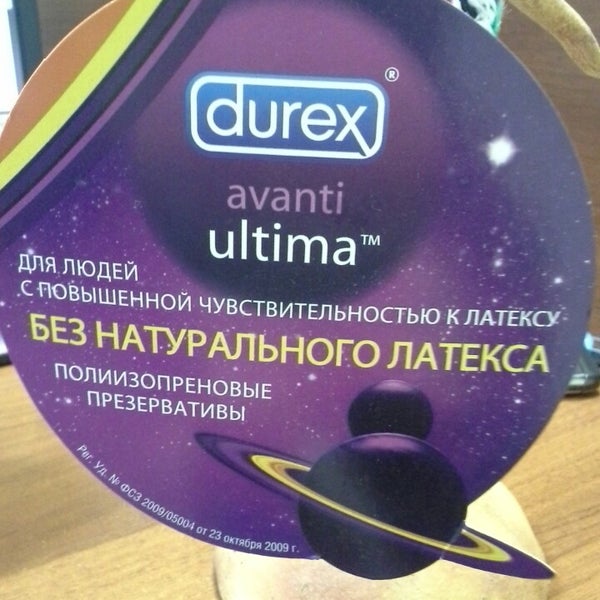 durex®
avanti
ultima™
ДЛЯ ЛЮДЕЙ
С ПОВЫШЕННОЙ ЧУВСТВИТЕЛЬНОСТЬЮ К ЛАТЕКСУ
БЕЗ НАТУРАЛЬНОГО ЛАТЕКСА
ПОЛИИЗОПРЕНОВЫЕ
ПРЕЗЕРВАТИВЫ
Рег. Уд. № ФСЗ 2009/05004 от 23 октября 2009 г.